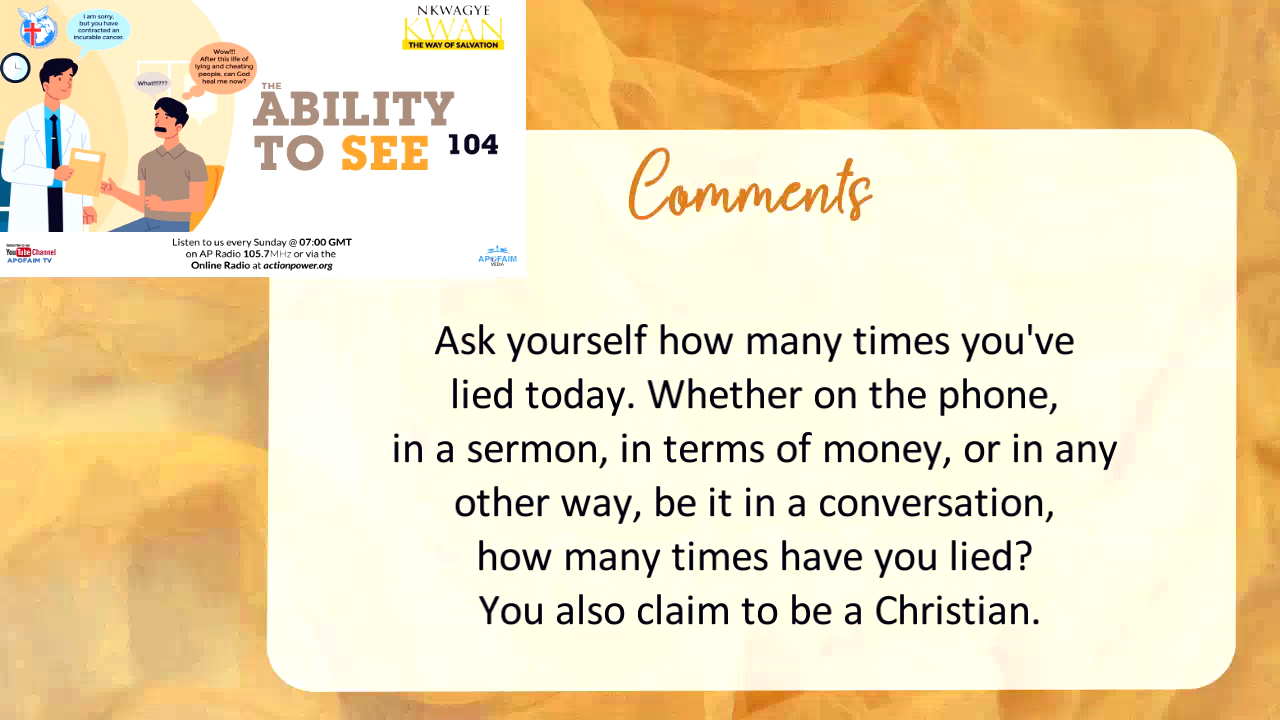 I am sorry,
but you have
contracted an
incurable cancer.
What!!!???
Wow!!!
After this life of
lying and cheating
people, can God
heal me now?
NKWAGYE
KWAN
THE WAY OF SALVATION
THE
ABILITY
TO SEE 104
Listen to us every Sunday @ 07:00 GMT
on AP Radio 105.7MHz or via the
Online Radio at actionpower.org
YouTube Channel
APOFAIM TV
APOFAIM
MEDIA
Comments
Ask yourself how many times you've
lied today. Whether on the phone,
in a sermon, in terms of money, or in any
other way, be it in a conversation,
how many times have you lied?
You also claim to be a Christian.